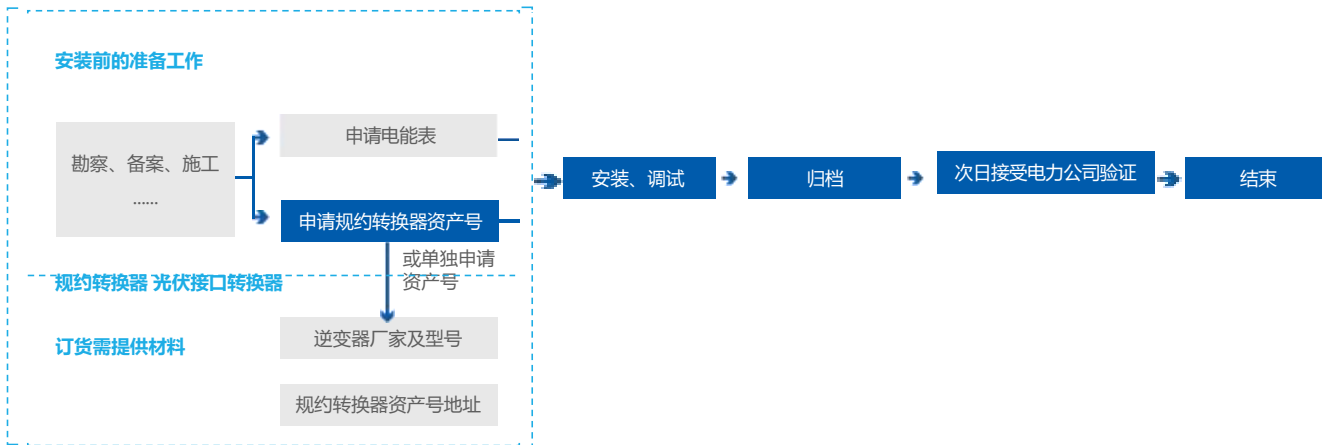 安装前的准备工作
勘察、备案、施工
......
申请电能表
申请规约转换器资产号
安装、调试
归档
次日接受电力公司验证
结束
或单独申请
资产号
规约转换器 光伏接口转换器
订货需提供材料
逆变器厂家及型号
规约转换器资产号地址